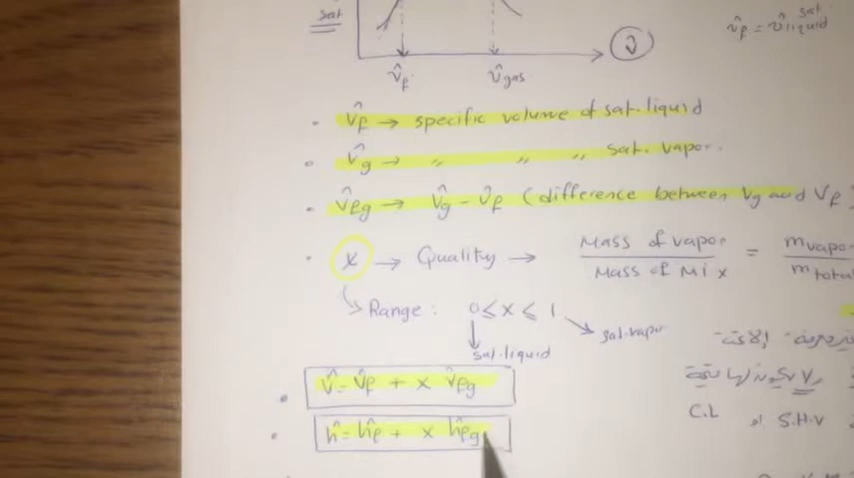 sat
v̂
v̂f v̂gas
v̂f = v̂ sat liquid
• v̂f → specific volume of sat. liquid
• v̂g → " " " sat. vapor.
• v̂fg → v̂g - v̂f (difference between Vg and Vf)
• x → Quality → Mass of vapor / Mass of Mix = mvapor / mtotal
Range: 0 ≤ x ≤ 1
sat. liquid
sat. vapor
• v̂ = v̂f + x v̂fg
C.L S.H.V
• ĥ = ĥf + x ĥfg